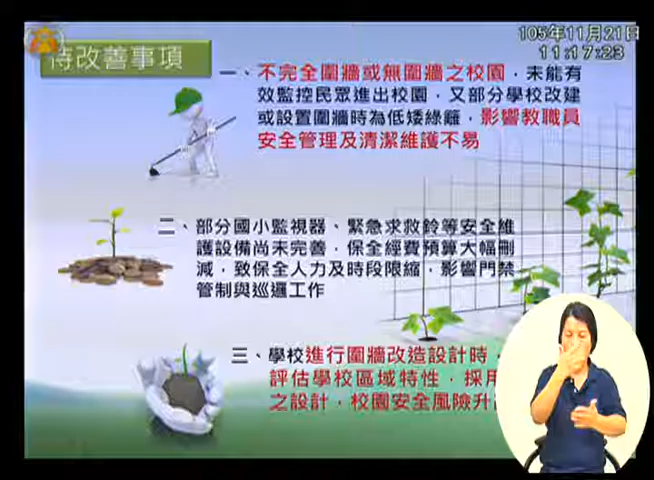 105年11月21日
11:17:23
待改善事項
一、不完全圍牆或無圍牆之校園，未能有
效監控民眾進出校園，又部分學校改建
或設置圍牆時為低矮綠籬，影響教職員
安全管理及清潔維護不易
二、部分國小監視器、緊急求救鈴等安全維
護設備尚未完善，保全經費預算大幅刪
減，致保全人力及時段限縮，影響門禁
管制與巡邏工作
三、學校進行圍牆改造設計時，
評估學校區域特性，採用
之設計，校園安全風險升